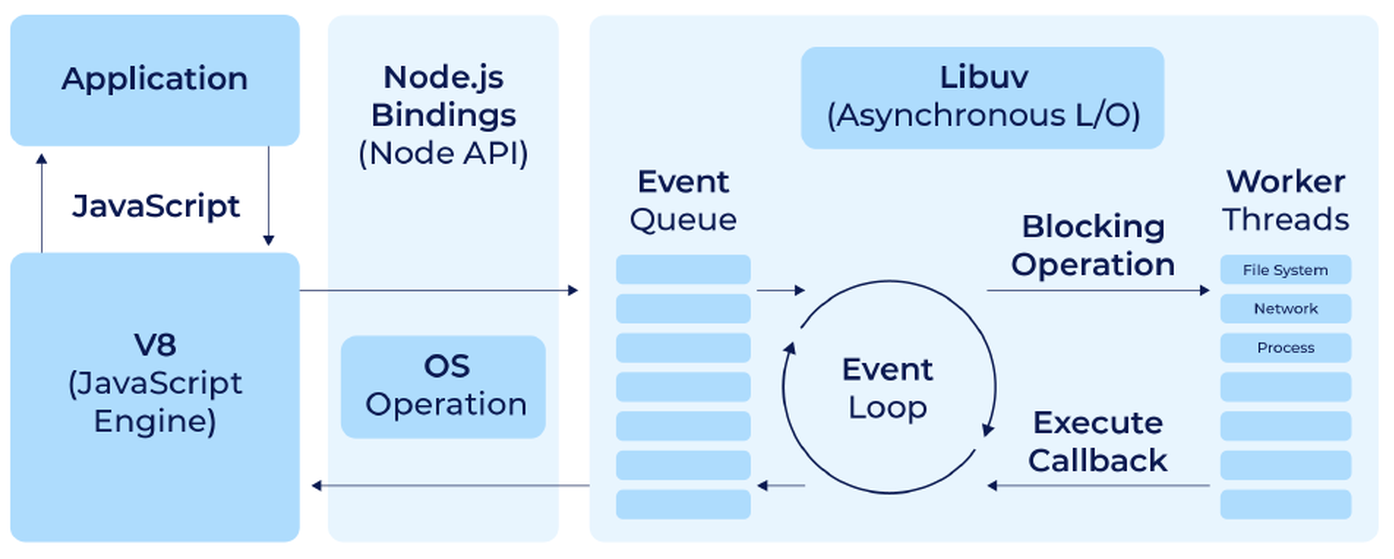 Application
JavaScript
V8
(JavaScript
Engine)
Node.js
Bindings
(Node API)
OS
Operation
Libuv
(Asynchronous L/O)
Event
Queue
Event
Loop
Blocking
Operation
Execute
Callback
Worker
Threads
File System
Network
Process